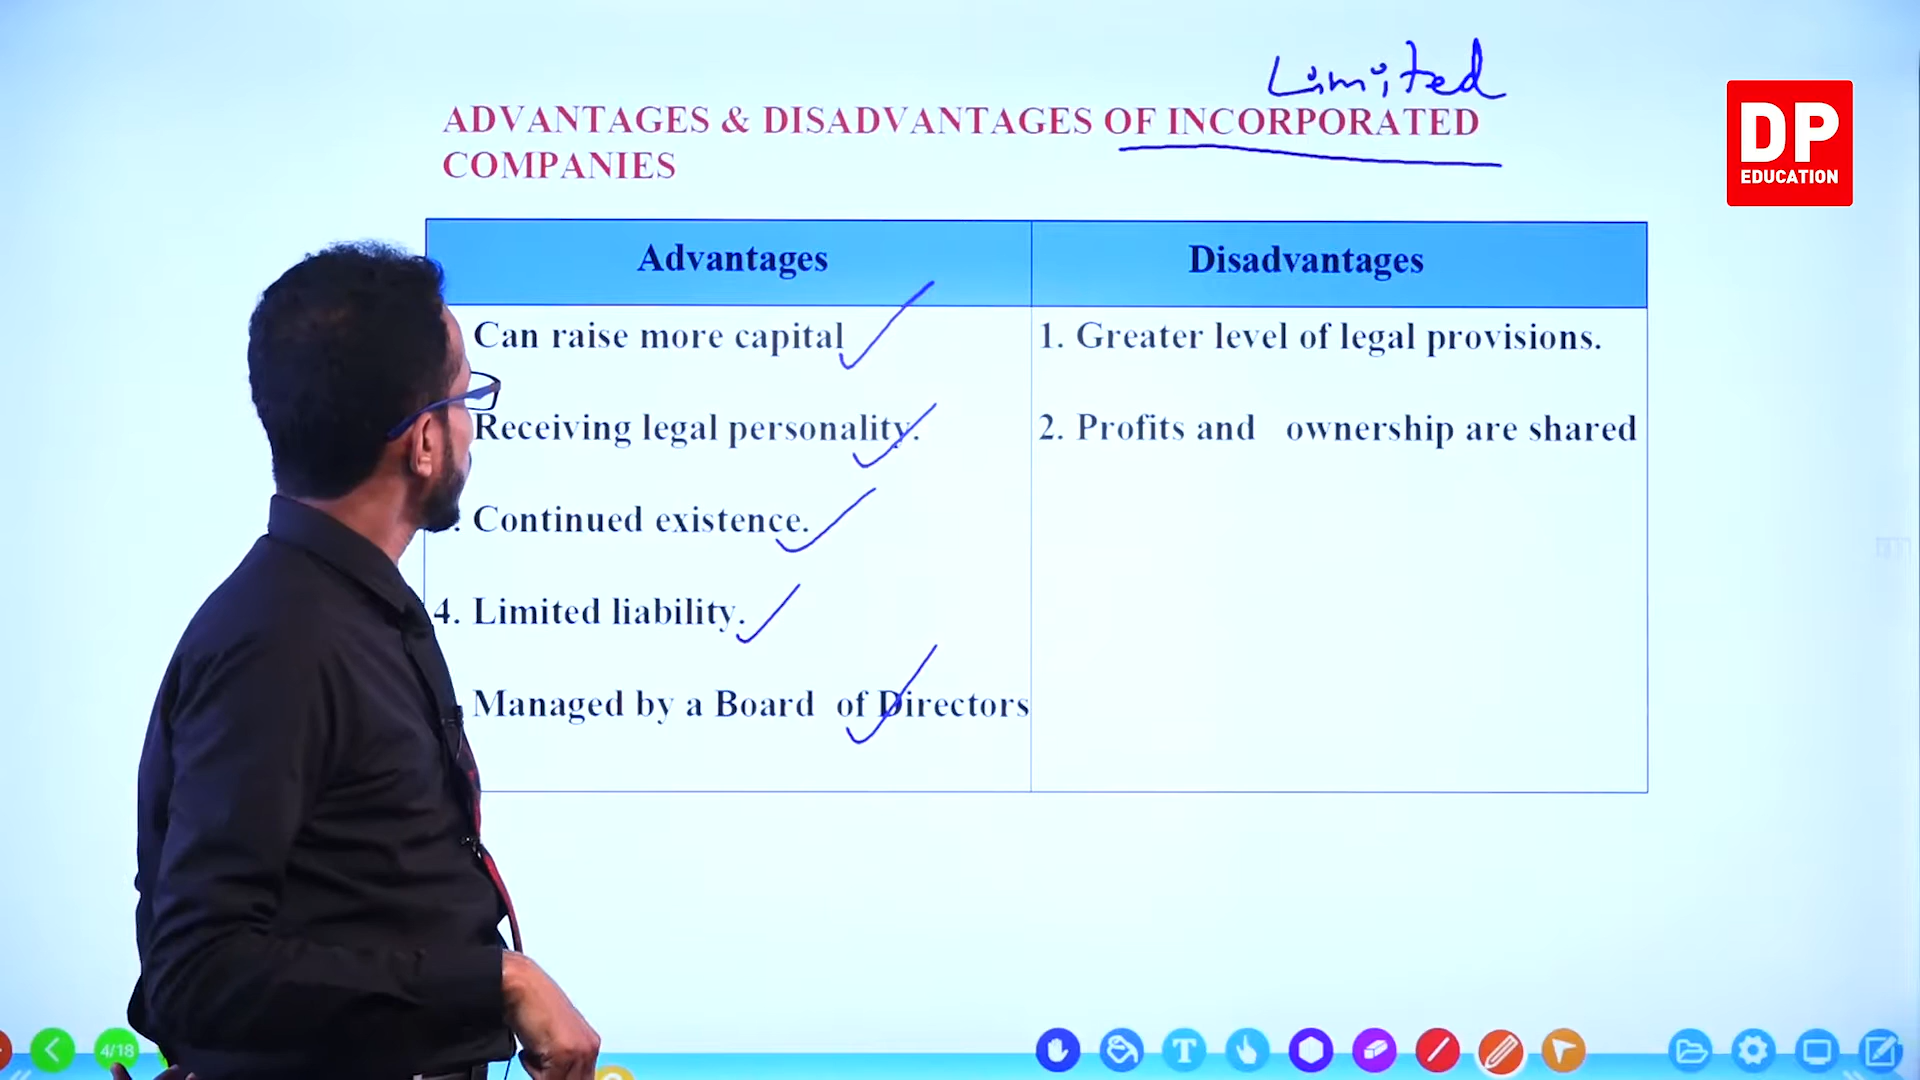 Limited
ADVANTAGES & DISADVANTAGES OF INCORPORATED
COMPANIES
DP
EDUCATION
Advantages
Disadvantages
Can raise more capital
1. Greater level of legal provisions.
Receiving legal personality.
2. Profits and ownership are shared
. Continued existence.
4. Limited liability.
Managed by a Board of Directors
4/18
T